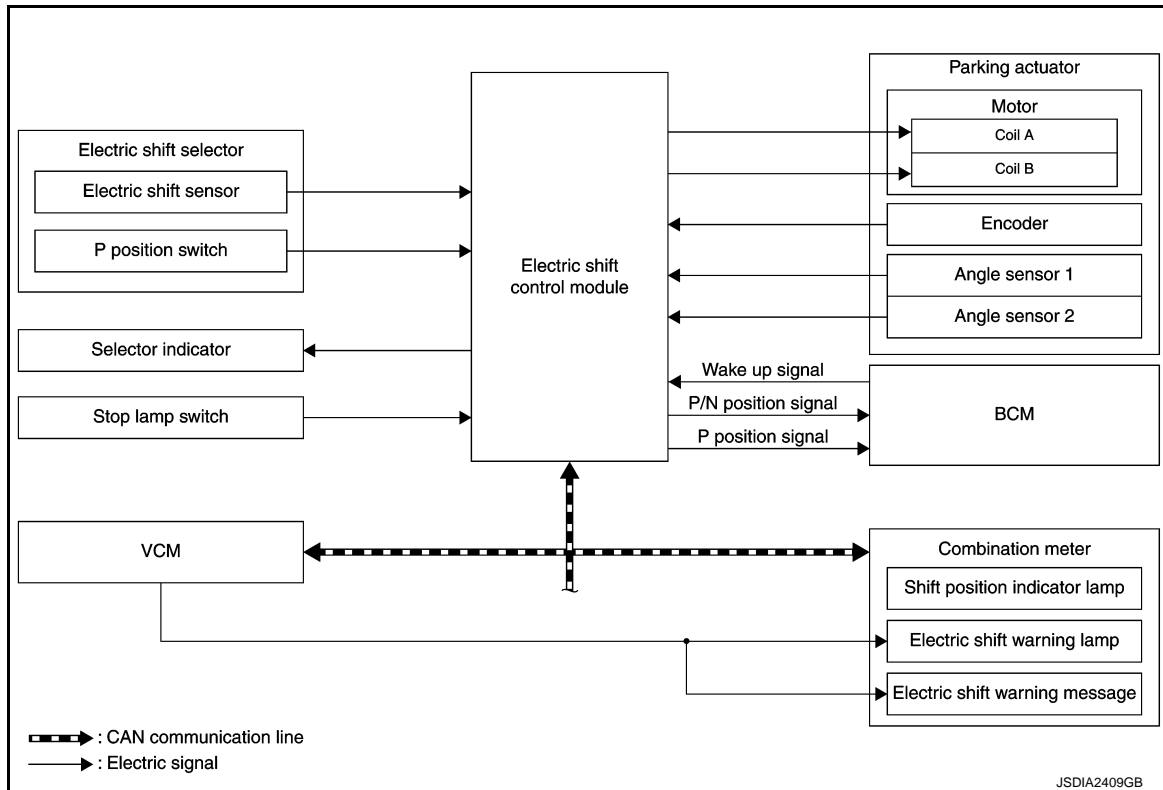 Parking actuator
Motor
Coil A
Coil B
Encoder
Angle sensor 1
Angle sensor 2
Electric shift selector
Electric shift sensor
P position switch
Selector indicator
Stop lamp switch
Electric shift
control module
Wake up signal
P/N position signal
P position signal
BCM
VCM
Combination meter
Shift position indicator lamp
Electric shift warning lamp
Electric shift warning message
: CAN communication line
: Electric signal
JSDIA2409GB